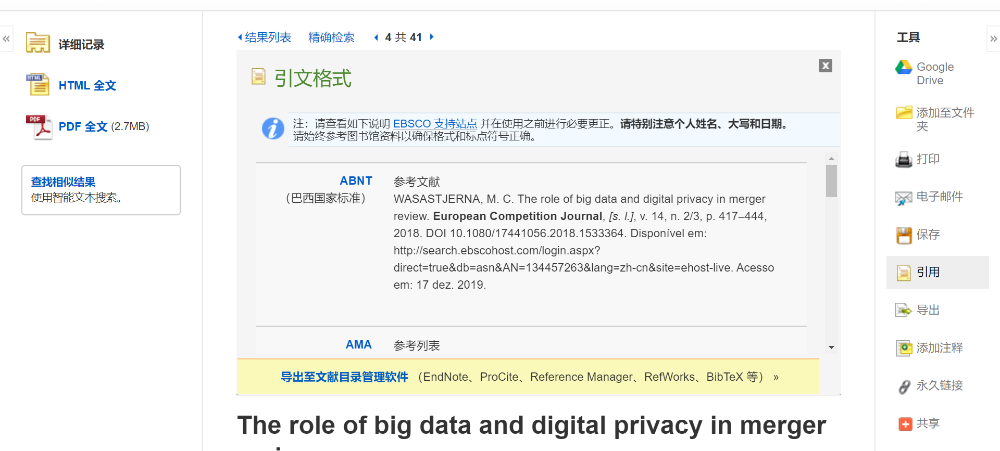 «
详细记录
HTML 全文
PDF 全文 (2.7MB)
查找相似结果
使用智能文本搜索。
结果列表 精确检索 4 共 41
引文格式
注：请查看如下说明 EBSCO 支持站点 并在使用之前进行必要更正。请特别注意个人姓名、大写和日期。
请始终参考图书馆资料以确保格式和标点符号正确。
ABNT
（巴西国家标准）
参考文献
WASASTJERNA, M. C. The role of big data and digital privacy in merger
review. European Competition Journal, [s. l.], v. 14, n. 2/3, p. 417–444,
2018. DOI 10.1080/17441056.2018.1533364. Disponível em:
http://search.ebscohost.com/login.aspx?
direct=true&db=asn&AN=134457263&lang=zh-cn&site=ehost-live. Acesso
em: 17 dez. 2019.
AMA 参考列表
导出至文献目录管理软件 （EndNote、ProCite、Reference Manager、RefWorks、BibTeX 等） »
The role of big data and digital privacy in merger
工具
»
Google
Drive
添加至文件
夹
打印
电子邮件
保存
引用
导出
添加注释
永久链接
共享